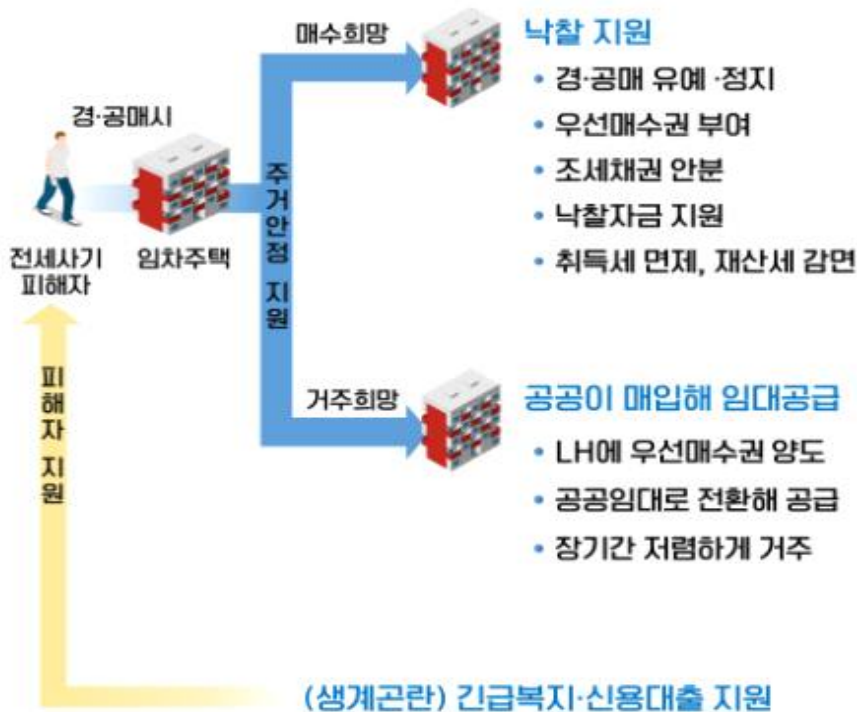 매수희망
낙찰 지원
• 경·공매 유예 ·정지
• 우선매수권 부여
• 조세채권 안분
• 낙찰자금 지원
• 취득세 면제, 재산세 감면
경·공매시
전세사기
피해자
임차주택
주거안정 지원
거주희망
공공이 매입해 임대공급
• LH에 우선매수권 양도
• 공공임대로 전환해 공급
• 장기간 저렴하게 거주
피해자 지원
(생계곤란) 긴급복지·신용대출 지원